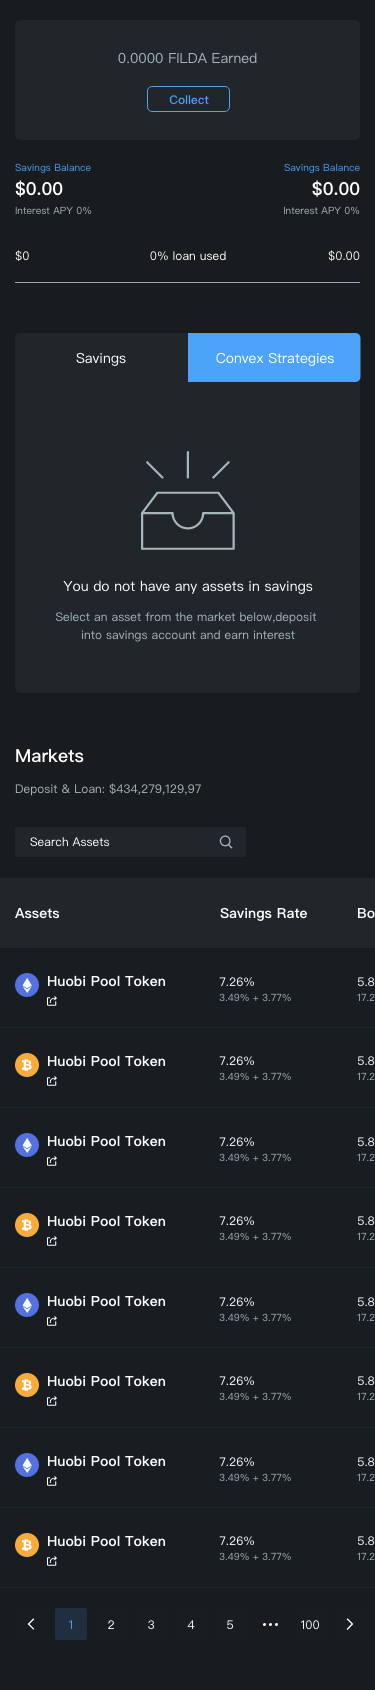 0.0000 FILDA Earned
Collect
Savings Balance Savings Balance
$0.00 $0.00
Interest APY 0% Interest APY 0%
$0 0% loan used $0.00
Savings Convex Strategies
You do not have any assets in savings
Select an asset from the market below,deposit
into savings account and earn interest
Markets
Deposit & Loan: $434,279,129,97
Search Assets
Assets Savings Rate Bo
Huobi Pool Token 7.26% 5.8
3.49% + 3.77% 17.2
Huobi Pool Token 7.26% 5.8
3.49% + 3.77% 17.2
Huobi Pool Token 7.26% 5.8
3.49% + 3.77% 17.2
Huobi Pool Token 7.26% 5.8
3.49% + 3.77% 17.2
Huobi Pool Token 7.26% 5.8
3.49% + 3.77% 17.2
Huobi Pool Token 7.26% 5.8
3.49% + 3.77% 17.2
Huobi Pool Token 7.26% 5.8
3.49% + 3.77% 17.2
Huobi Pool Token 7.26% 5.8
3.49% + 3.77% 17.2
1 2 3 4 5 ••• 100